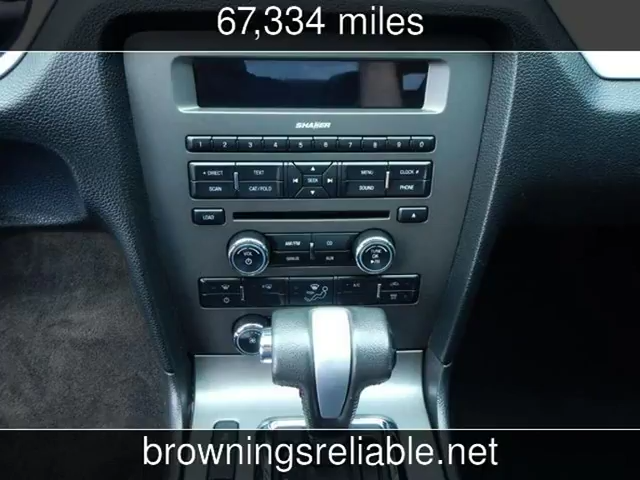 67,334 miles
SHAKER
1 2 3 4 5 6 7 8 9 0
• DIRECT TEXT MENU CLOCK
SEEK
SCAN CAT/FOLD SOUND PHONE
LOAD
VOL AM/FM CD TUNE
SIRIUS AUX
A/C
browningsreliable.net